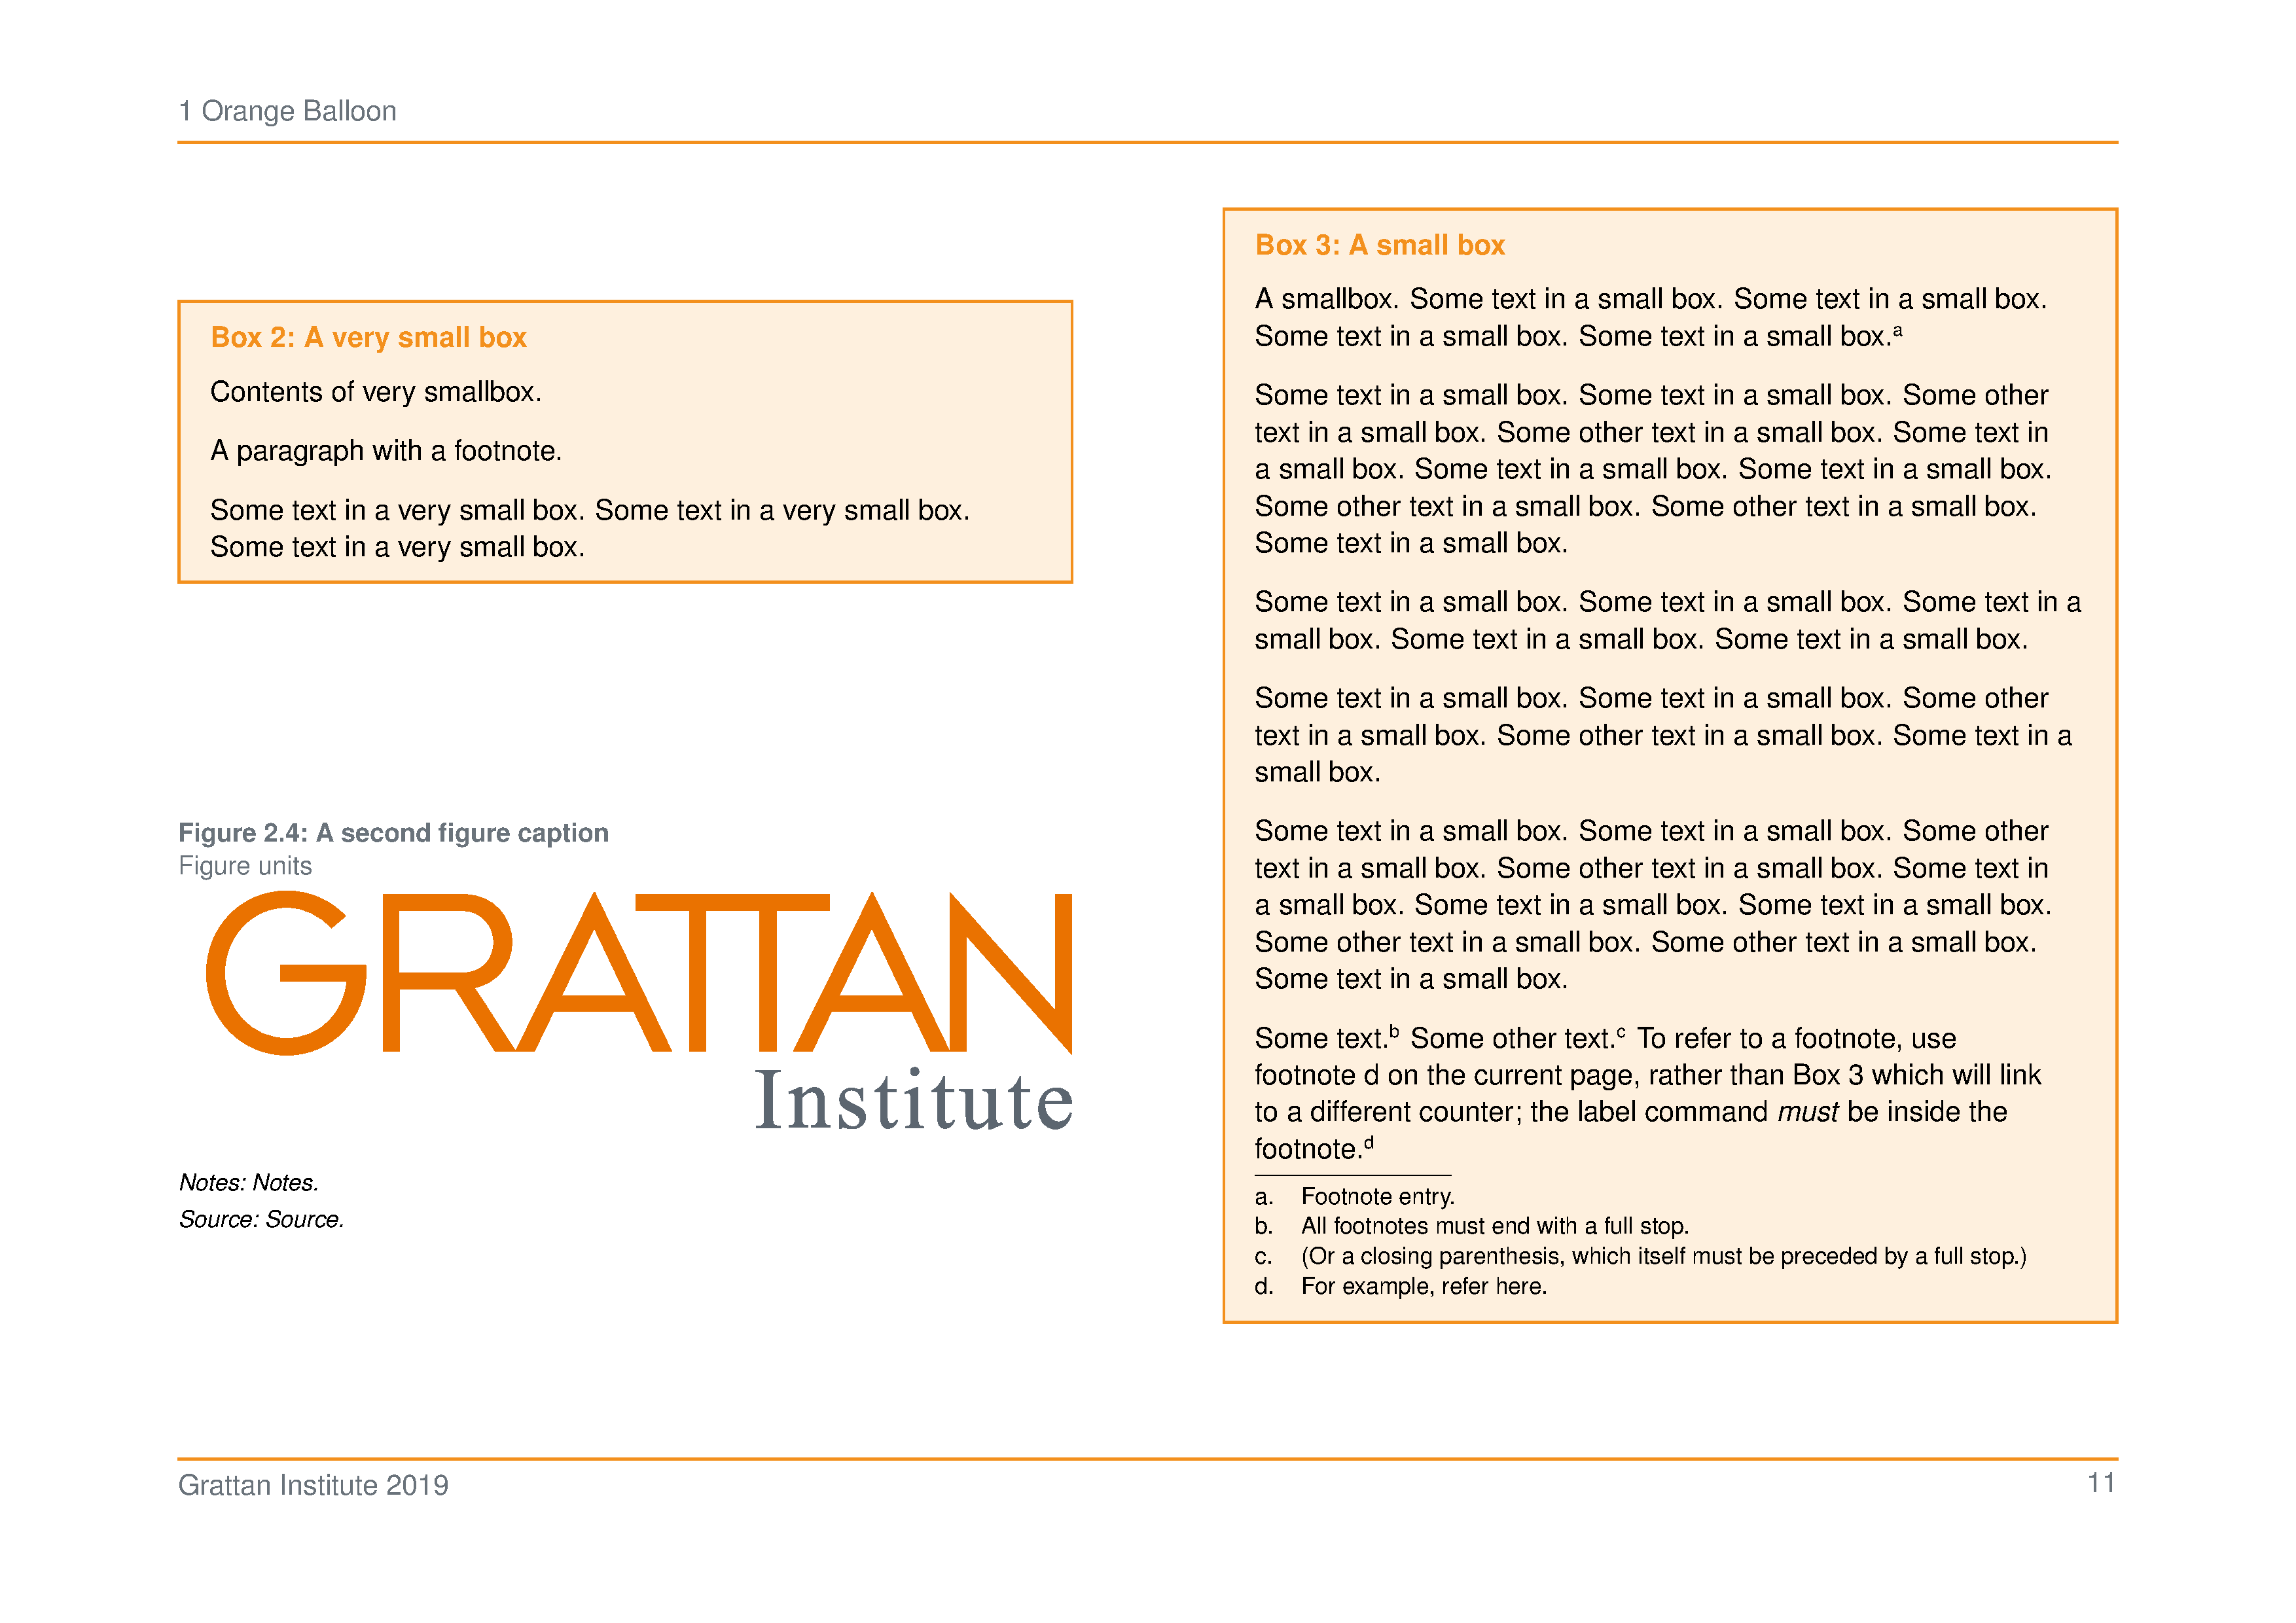 1 Orange Balloon
Box 2: A very small box
Contents of very smallbox.
A paragraph with a footnote.
Some text in a very small box. Some text in a very small box.
Some text in a very small box.
Figure 2.4: A second figure caption
Figure units
GRATTAN
Institute
Notes: Notes.
Source: Source.
Box 3: A small box
A smallbox. Some text in a small box. Some text in a small box.
Some text in a small box. Some text in a small box.a
Some text in a small box. Some text in a small box. Some other
text in a small box. Some other text in a small box. Some text in
a small box. Some text in a small box. Some text in a small box.
Some other text in a small box. Some other text in a small box.
Some text in a small box.
Some text in a small box. Some text in a small box. Some text in a
small box. Some text in a small box. Some text in a small box.
Some text in a small box. Some text in a small box. Some other
text in a small box. Some other text in a small box. Some text in a
small box.
Some text in a small box. Some text in a small box. Some other
text in a small box. Some other text in a small box. Some text in
a small box. Some text in a small box. Some text in a small box.
Some other text in a small box. Some other text in a small box.
Some text in a small box.
Some text.b Some other text.c To refer to a footnote, use
footnote d on the current page, rather than Box 3 which will link
to a different counter; the label command must be inside the
footnote.d
a. Footnote entry.
b. All footnotes must end with a full stop.
c. (Or a closing parenthesis, which itself must be preceded by a full stop.)
d. For example, refer here.
Grattan Institute 2019
11